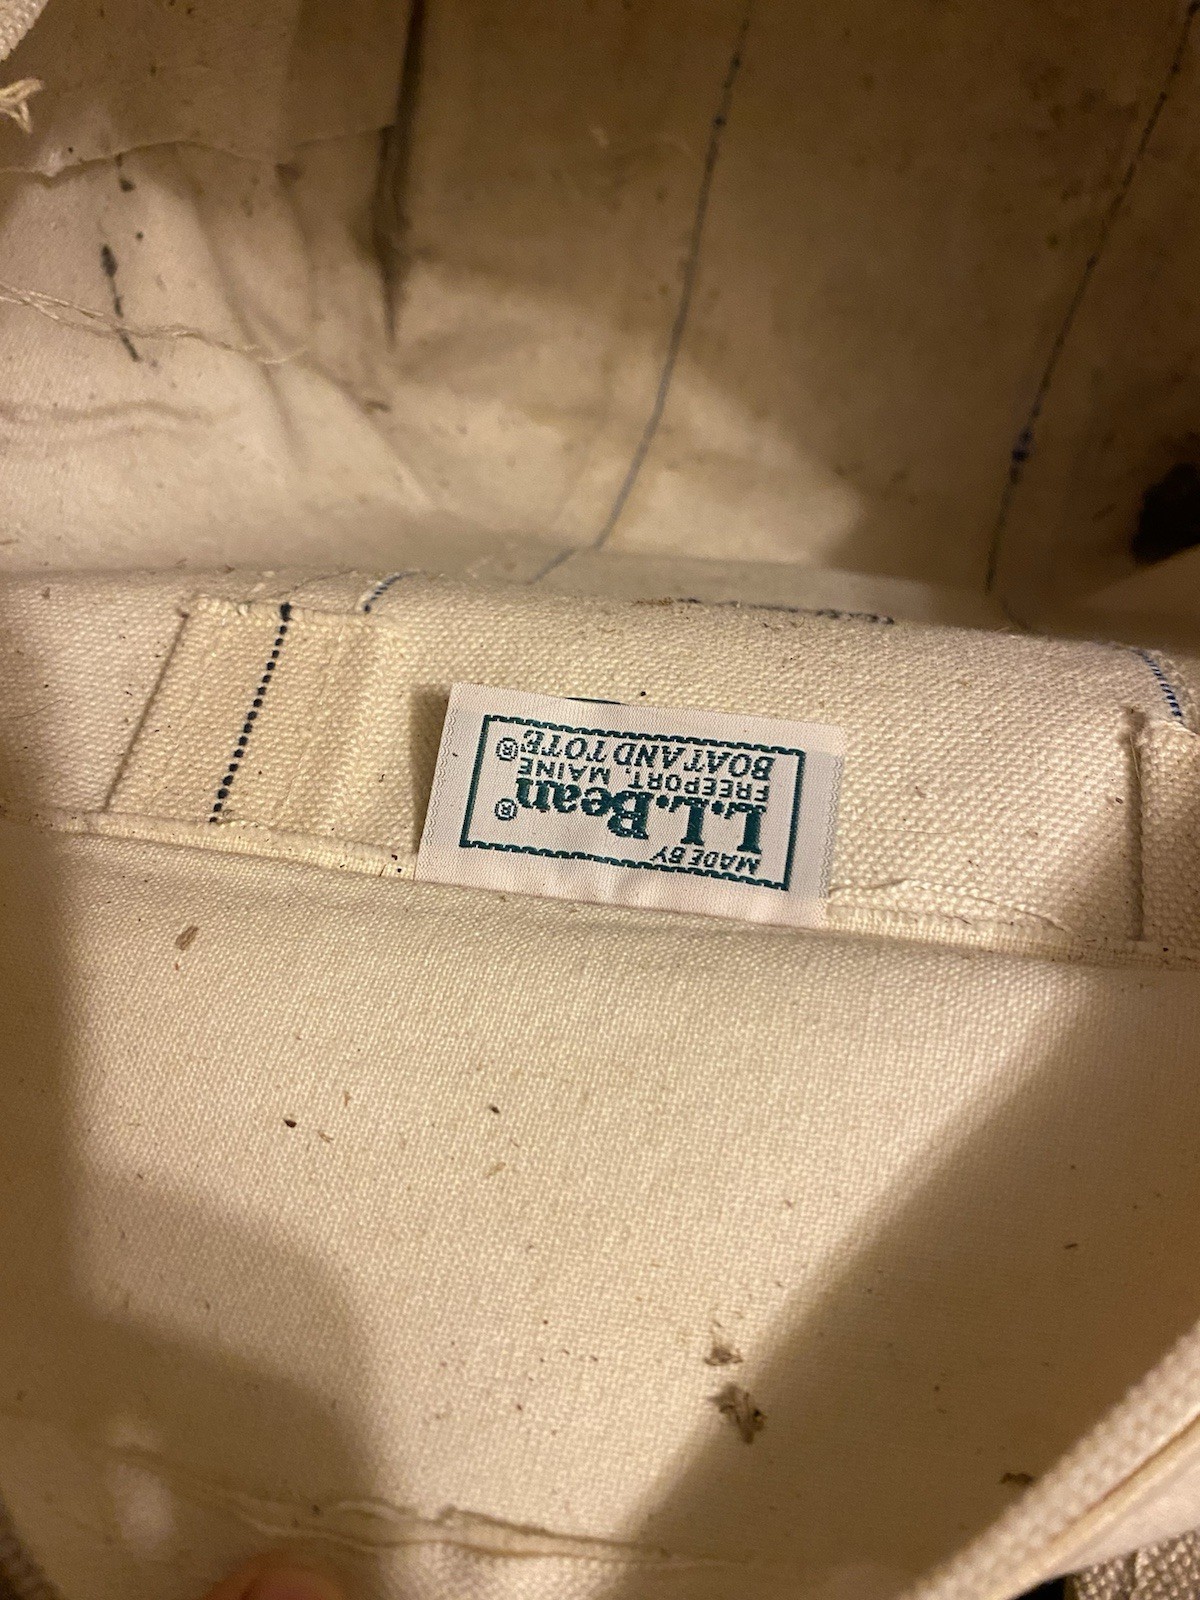 MADE BY
L.L.Bean®
FREEPORT, MAINE
BOAT AND TOTE®